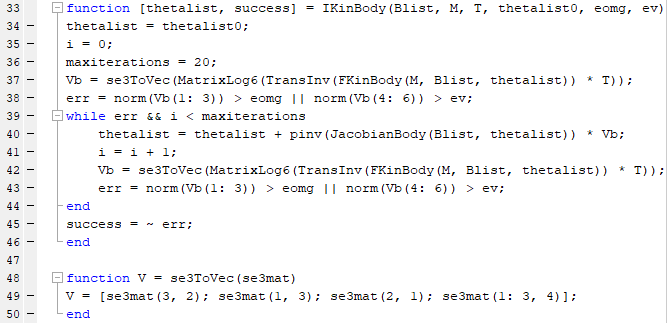 33 function [thetalist, success] = IKinBody(Blist, M, T, thetalist0, eomg, ev)
34 thetalist = thetalist0;
35 i = 0;
36 maxiterations = 20;
37 Vb = se3ToVec(MatrixLog6(TransInv(FKinBody(M, Blist, thetalist)) * T));
38 err = norm(Vb(1: 3)) > eomg || norm(Vb(4: 6)) > ev;
39 while err && i < maxiterations
40 thetalist = thetalist + pinv(JacobianBody(Blist, thetalist)) * Vb;
41 i = i + 1;
42 Vb = se3ToVec(MatrixLog6(TransInv(FKinBody(M, Blist, thetalist)) * T));
43 err = norm(Vb(1: 3)) > eomg || norm(Vb(4: 6)) > ev;
44 end
45 success = ~ err;
46 end
47
48 function V = se3ToVec(se3mat)
49 V = [se3mat(3, 2); se3mat(1, 3); se3mat(2, 1); se3mat(1: 3, 4)];
50 end